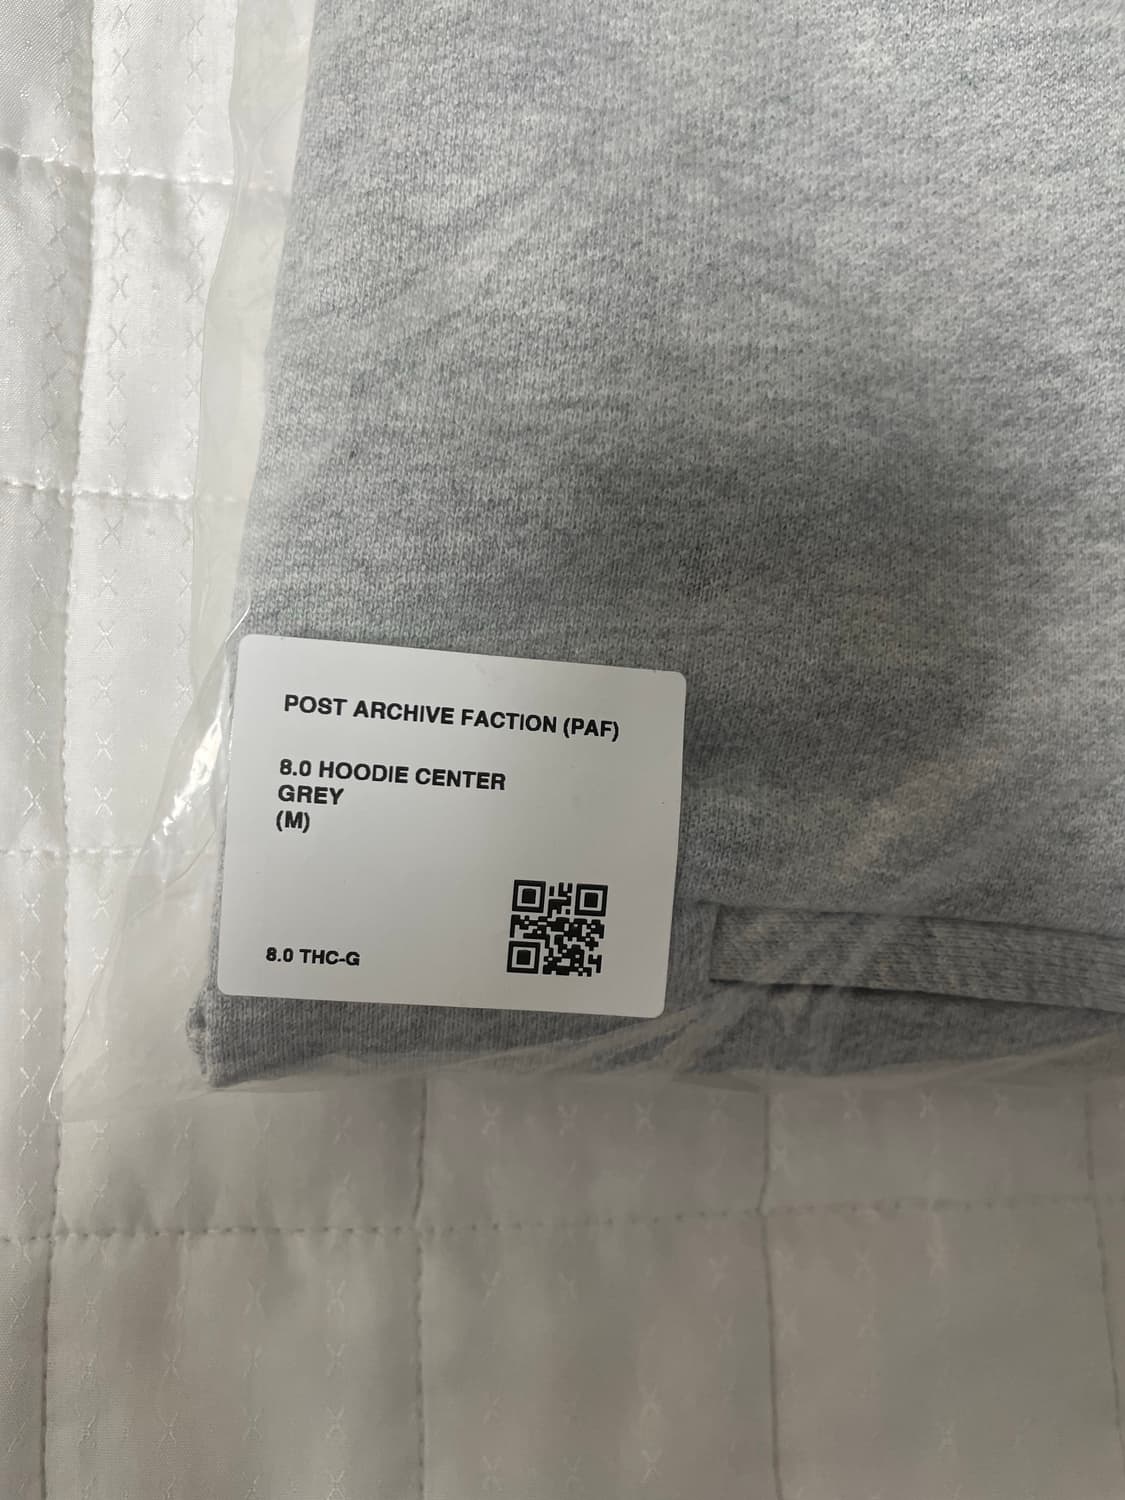 POST ARCHIVE FACTION (PAF)
8.0 HOODIE CENTER
GREY
(M)
8.0 THC-G